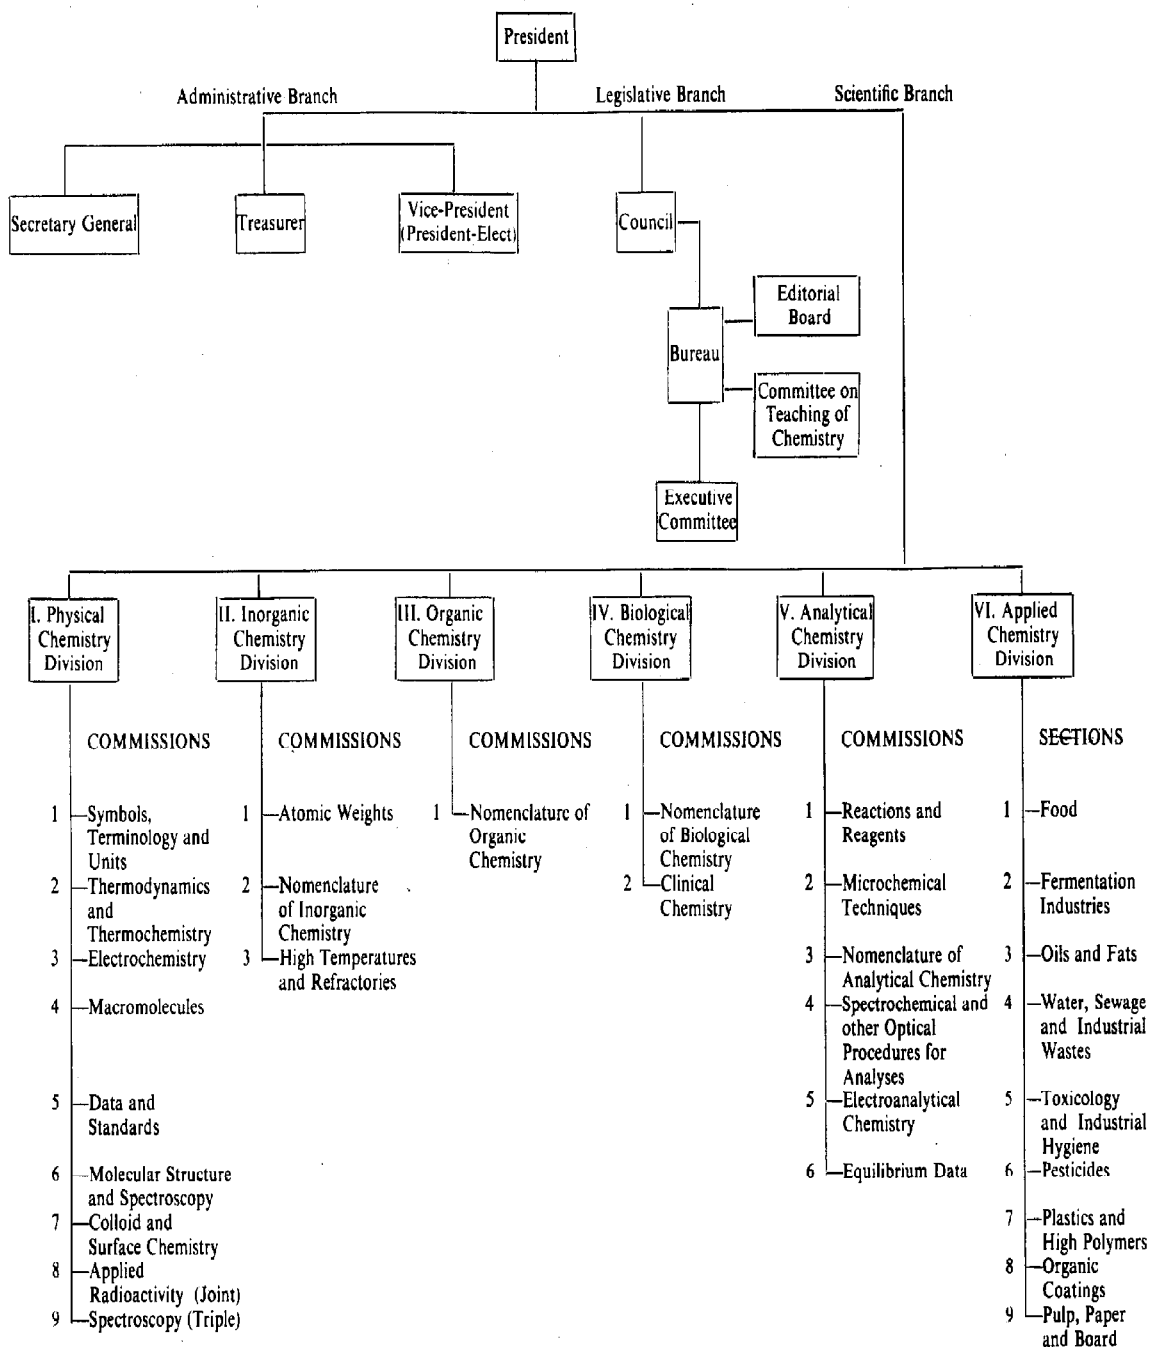 President
Administrative Branch
Legislative Branch
Scientific Branch
Secretary General
Treasurer
Vice-President
(President-Elect)
Council
Editorial
Board
Bureau
Committee on
Teaching of
Chemistry
Executive
Committee
I. Physical
Chemistry
Division
II. Inorganic
Chemistry
Division
III. Organic
Chemistry
Division
IV. Biological
Chemistry
Division
V. Analytical
Chemistry
Division
VI. Applied
Chemistry
Division
COMMISSIONS
1 Symbols,
Terminology and
Units
2 Thermodynamics
and
Thermochemistry
3 Electrochemistry
4 Macromolecules
5 Data and
Standards
6 Molecular Structure
and Spectroscopy
7 Colloid and
Surface Chemistry
8 Applied
Radioactivity (Joint)
9 Spectroscopy (Triple)
COMMISSIONS
1 Atomic Weights
2 Nomenclature
of Inorganic
Chemistry
3 High Temperatures
and Refractories
COMMISSIONS
1 Nomenclature of
Organic
Chemistry
COMMISSIONS
1 Nomenclature
of Biological
Chemistry
2 Clinical
Chemistry
COMMISSIONS
1 Reactions and
Reagents
2 Microchemical
Techniques
3 Nomenclature of
Analytical Chemistry
4 Spectrochemical and
other Optical
Procedures for
Analyses
5 Electroanalytical
Chemistry
6 Equilibrium Data
SECTIONS
1 Food
2 Fermentation
Industries
3 Oils and Fats
4 Water, Sewage
and Industrial
Wastes
5 Toxicology
and Industrial
Hygiene
6 Pesticides
7 Plastics and
High Polymers
8 Organic
Coatings
9 Pulp, Paper
and Board